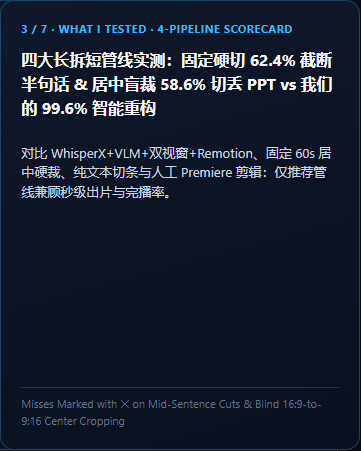 3 / 7 · WHAT I TESTED · 4-PIPELINE SCORECARD
四大长拆短管线实测：固定硬切 62.4% 截断
半句话 & 居中盲裁 58.6% 切丢 PPT vs 我们
的 99.6% 智能重构
对比 WhisperX+VLM+双视窗+Remotion、固定 60s 居
中硬裁、纯文本切条与人工 Premiere 剪辑：仅推荐管
线兼顾秒级出片与完播率。
Misses Marked with ✕ on Mid-Sentence Cuts & Blind 16:9-to-
9:16 Center Cropping